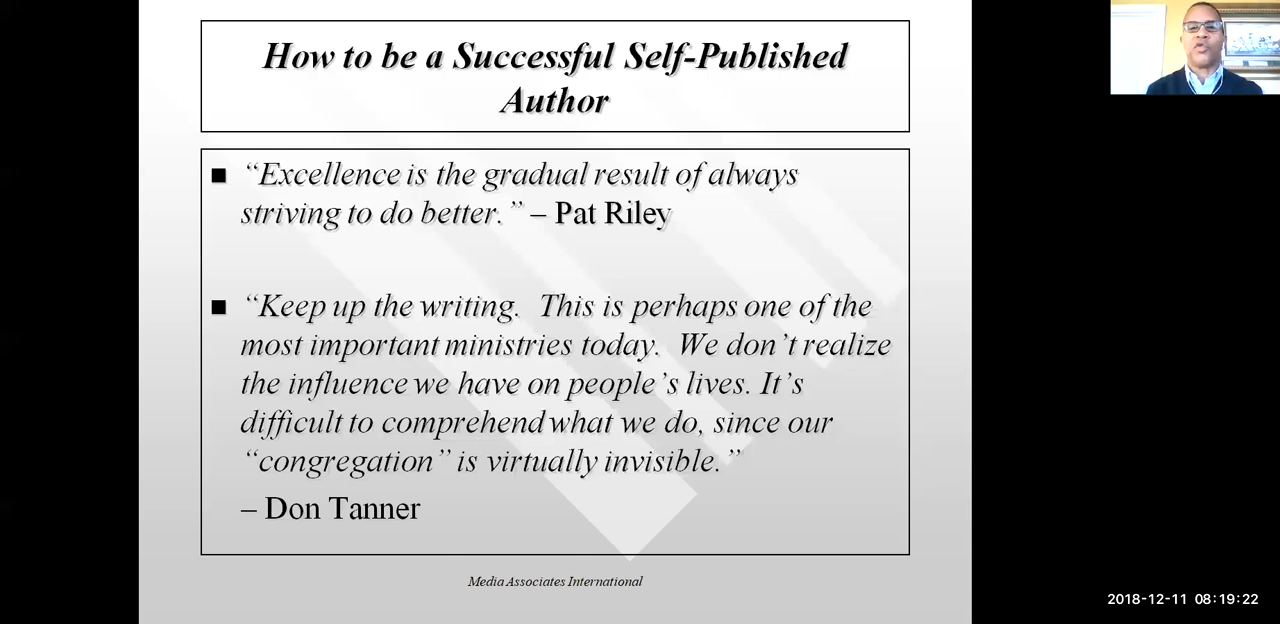 How to be a Successful Self-Published
Author
■ “Excellence is the gradual result of always
striving to do better.” – Pat Riley
■ “Keep up the writing.  This is perhaps one of the
most important ministries today.  We don’t realize
the influence we have on people’s lives. It’s
difficult to comprehend what we do, since our
“congregation” is virtually invisible.”
– Don Tanner
Media Associates International
2018-12-11 08:19:22